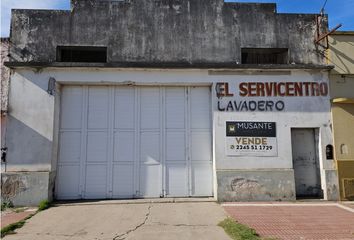 EL SERVICENTRO
LAVADERO
MUSANTE
VENDE
2245 51 1729